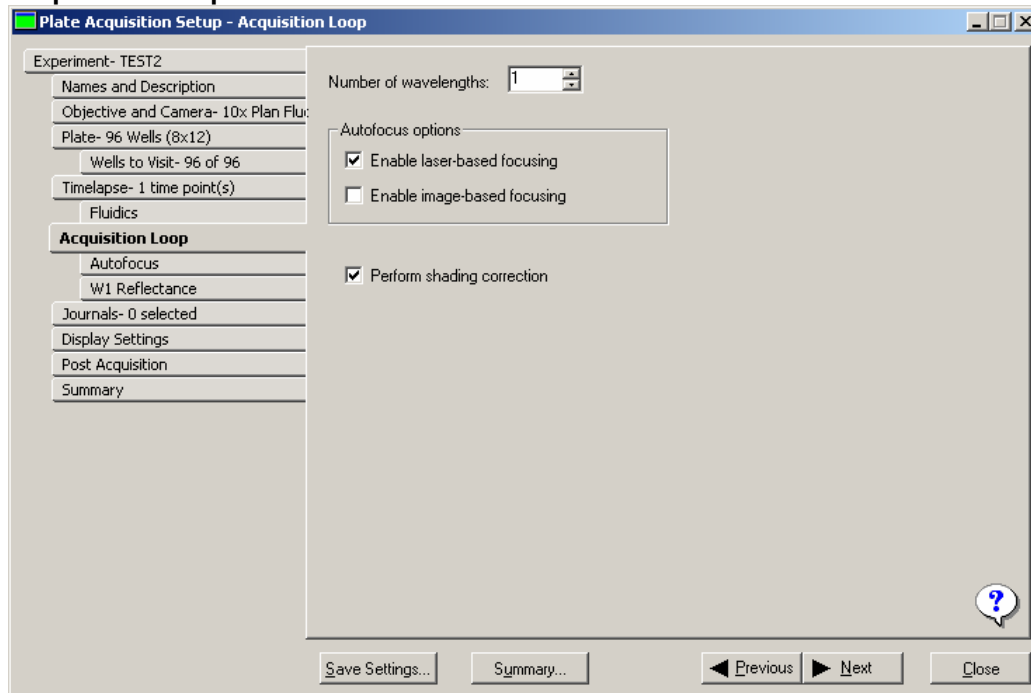 Plate Acquisition Setup - Acquisition Loop
Experiment- TEST2
Names and Description
Objective and Camera- 10x Plan Fluo
Plate- 96 Wells (8x12)
Wells to Visit- 96 of 96
Timelapse- 1 time point(s)
Fluidics
Acquisition Loop
Autofocus
W1 Reflectance
Journals- 0 selected
Display Settings
Post Acquisition
Summary
Number of wavelengths: 1
Autofocus options
Enable laser-based focusing
Enable image-based focusing
Perform shading correction
?
Save Settings... Summary... Previous Next Close